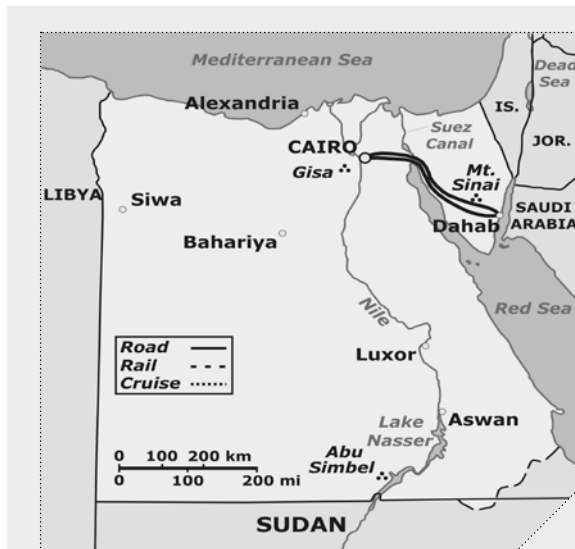 Mediterranean Sea
Dead
Sea
Alexandria
IS.
Suez
Canal
JOR.
CAIRO
Gisa
Mt.
Sinai
LIBYA
Siwa
SAUDI
ARABIA
Dahab
Bahariya
Nile
Red Sea
Road
Rail
Cruise
Luxor
Lake
Nasser
Aswan
Abu
Simbel
0 100 200 km
0 100 200 mi
SUDAN